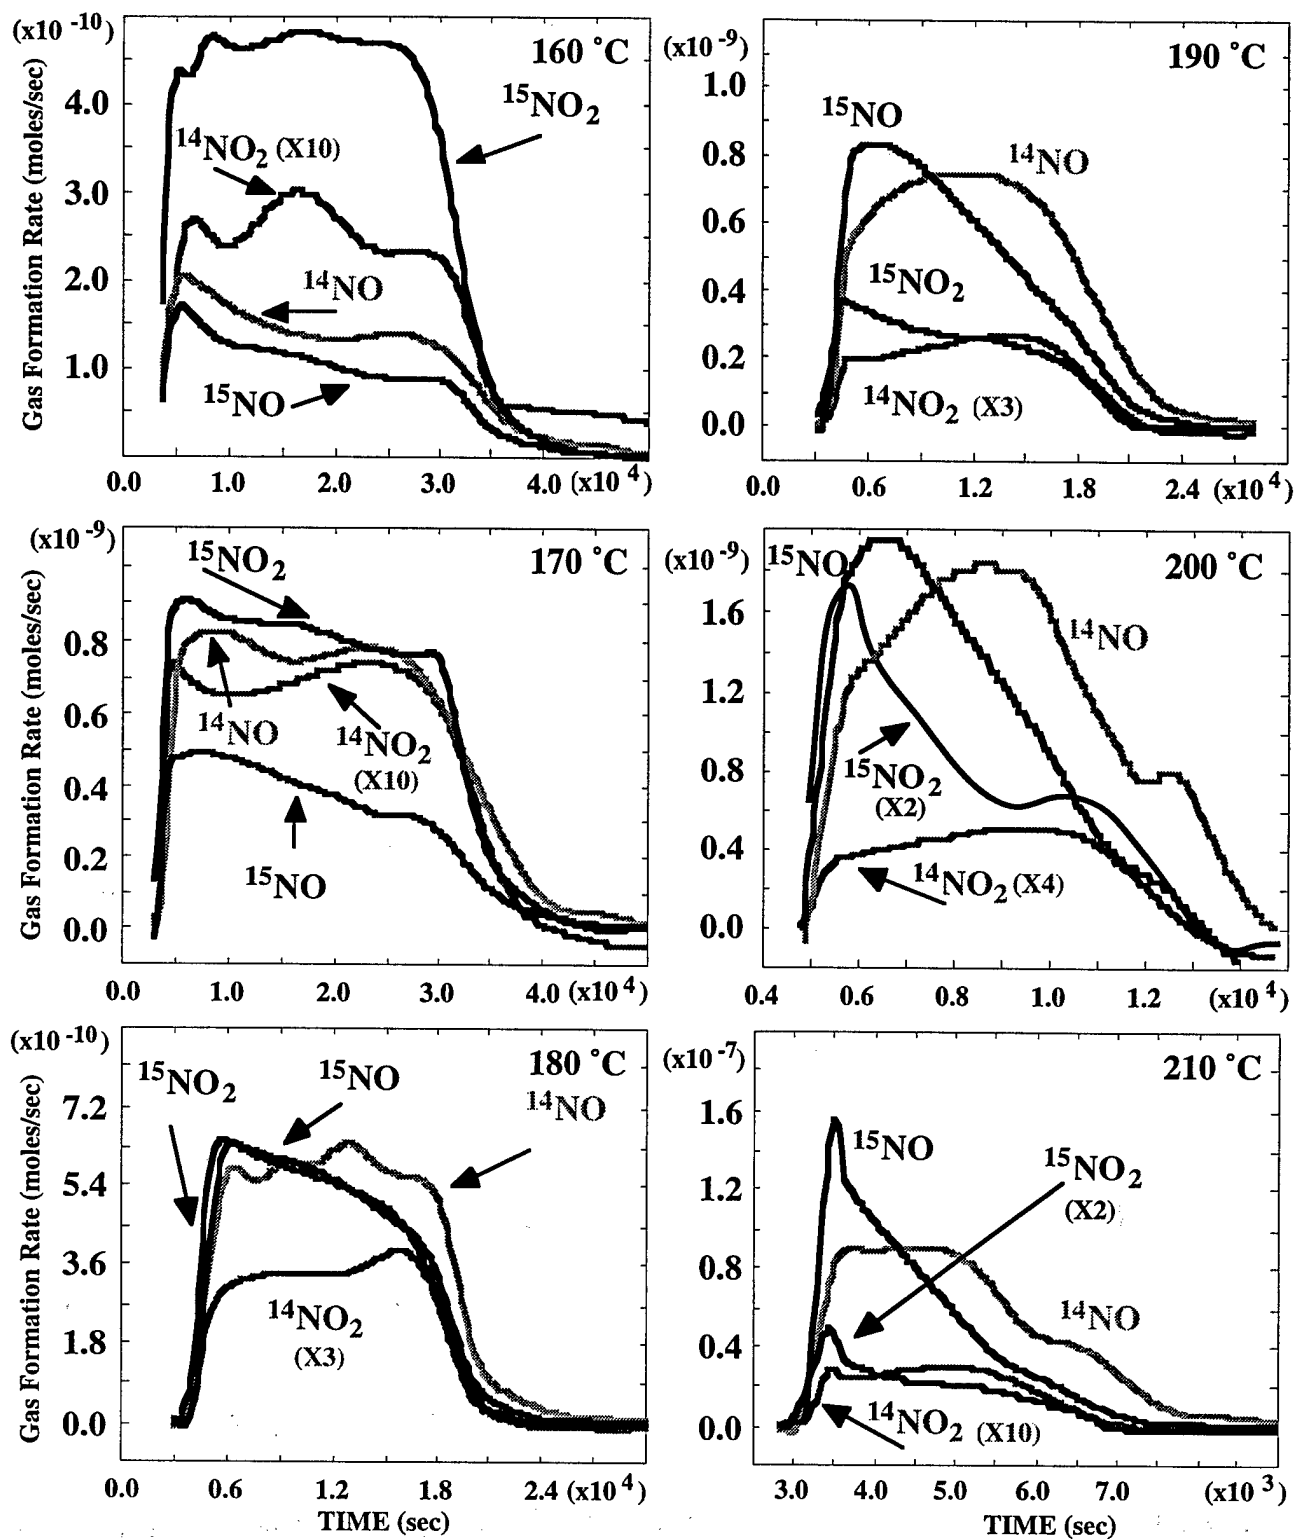 (x10 -10)
160 ˚C
15NO2
14NO2 (X10)
14NO
15NO
Gas Formation Rate (moles/sec)
4.0
3.0
2.0
1.0
0.0 1.0 2.0 3.0 4.0 (x10 4)
(x10 -9)
190 ˚C
15NO
14NO
15NO2
14NO2 (X3)
1.0
0.8
0.6
0.4
0.2
0.0
0.0 0.6 1.2 1.8 2.4 (x10 4)
(x10 -9)
170 ˚C
15NO2
14NO
14NO2
(X10)
15NO
Gas Formation Rate (moles/sec)
0.8
0.6
0.4
0.2
0.0
0.0 1.0 2.0 3.0 4.0 (x10 4)
(x10 -9)
200 ˚C
15NO
14NO
15NO2
(X2)
14NO2 (X4)
1.6
1.2
0.8
0.4
0.0
0.4 0.6 0.8 1.0 1.2 (x10 4)
(x10 -10)
180 ˚C
15NO2
15NO
14NO
14NO2
(X3)
Gas Formation Rate (moles/sec)
7.2
5.4
3.6
1.8
0.0
0.0 0.6 1.2 1.8 2.4 (x10 4)
TIME (sec)
(x10 -7)
210 ˚C
15NO
15NO2
(X2)
14NO
14NO2 (X10)
1.6
1.2
0.8
0.4
0.0
3.0 4.0 5.0 6.0 7.0 (x10 3)
TIME (sec)